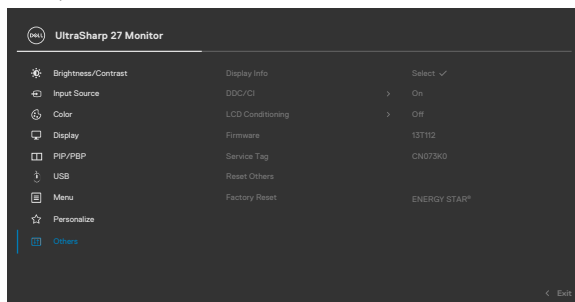 DELL UltraSharp 27 Monitor
Brightness/Contrast Display Info Select ✓
Input Source DDC/CI > On
Color LCD Conditioning > Off
Display Firmware 13T112
PIP/PBP Service Tag CN073K0
USB Reset Others
Menu Factory Reset ENERGY STAR®
Personalize
Others
< Exit